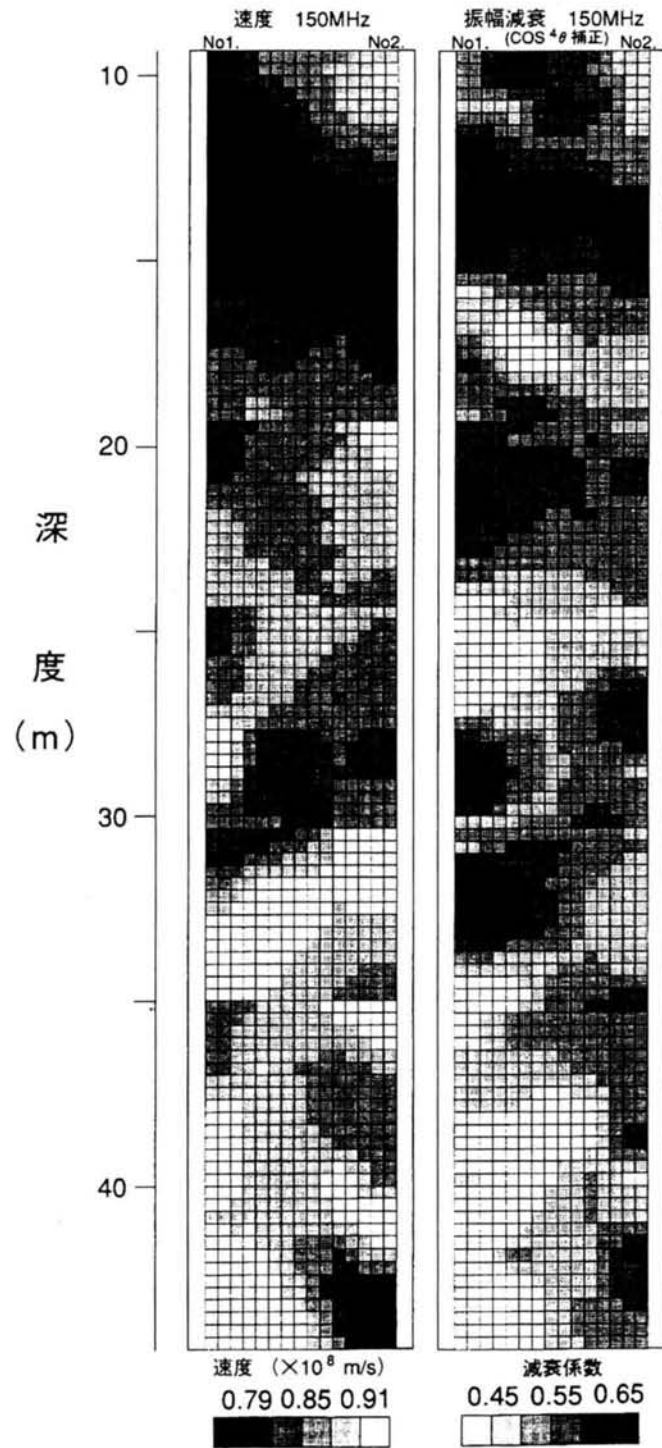 速度 150MHz
No1. No2.
振幅減衰 150MHz
(COS ⁴θ 補正)
No1. No2.
10
20
30
40
深
度
(m)
速度 (×10⁸ m/s)
0.79 0.85 0.91
減衰係数
0.45 0.55 0.65